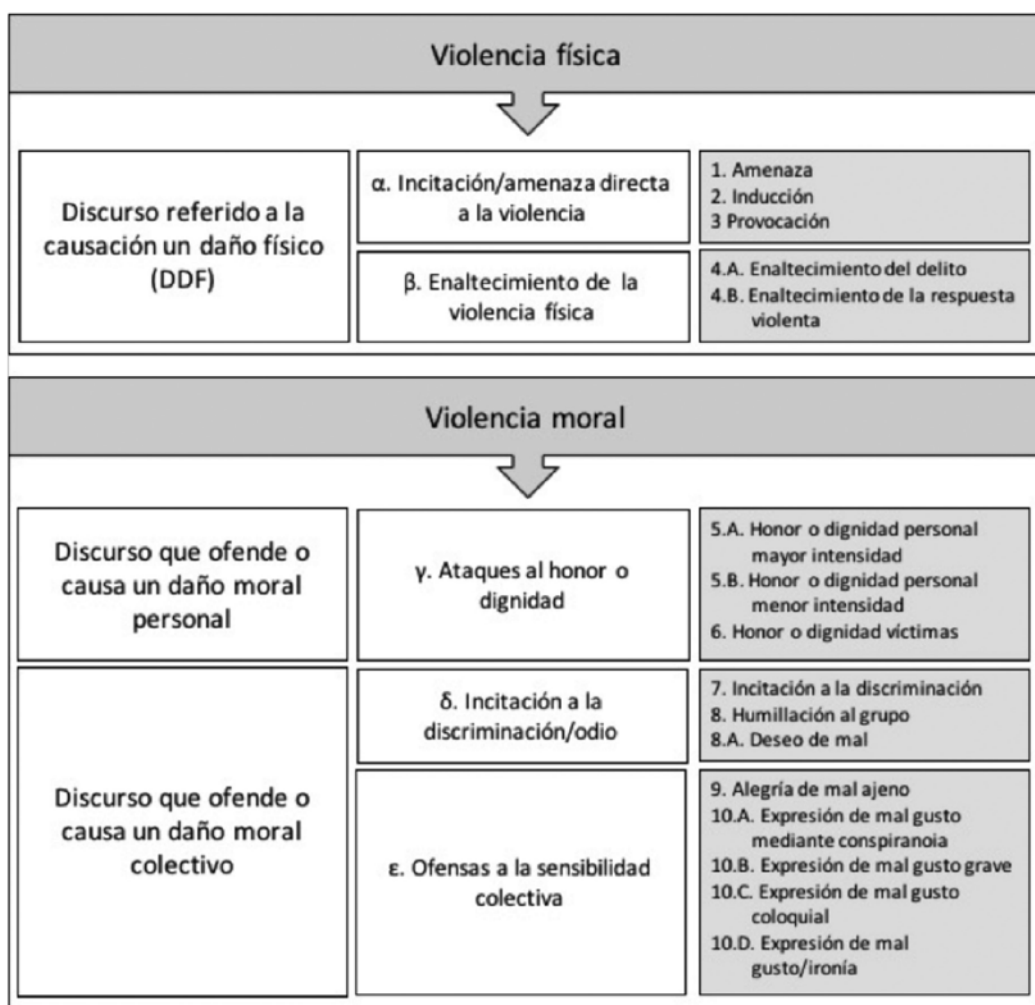 Violencia física
Discurso referido a la
causación un daño físico
(DDF)
α. Incitación/amenaza directa
a la violencia
1. Amenaza
2. Inducción
3 Provocación
β. Enaltecimiento de la
violencia física
4.A. Enaltecimiento del delito
4.B. Enaltecimiento de la respuesta
violenta
Violencia moral
Discurso que ofende o
causa un daño moral
personal
γ. Ataques al honor o
dignidad
5.A. Honor o dignidad personal
mayor intensidad
5.B. Honor o dignidad personal
menor intensidad
6. Honor o dignidad víctimas
Discurso que ofende o
causa un daño moral
colectivo
δ. Incitación a la
discriminación/odio
7. Incitación a la discriminación
8. Humillación al grupo
8.A. Deseo de mal
ε. Ofensas a la sensibilidad
colectiva
9. Alegría de mal ajeno
10.A. Expresión de mal gusto
mediante conspiranoia
10.B. Expresión de mal gusto grave
10.C. Expresión de mal gusto
coloquial
10.D. Expresión de mal
gusto/ironía